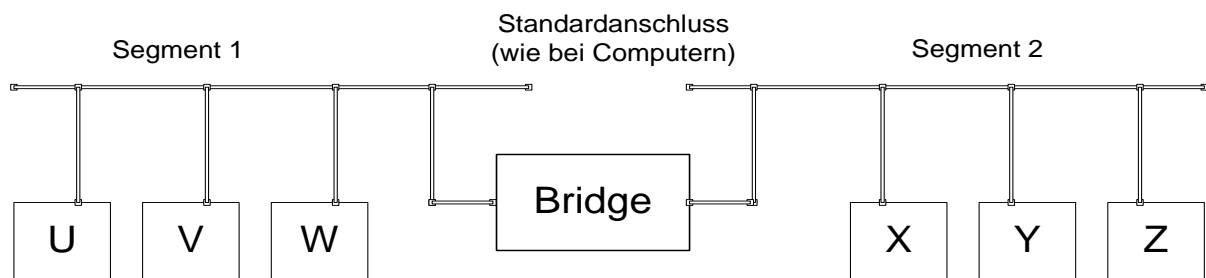 Segment 1
Standardanschluss
(wie bei Computern)
Segment 2
Bridge
U
V
W
X
Y
Z